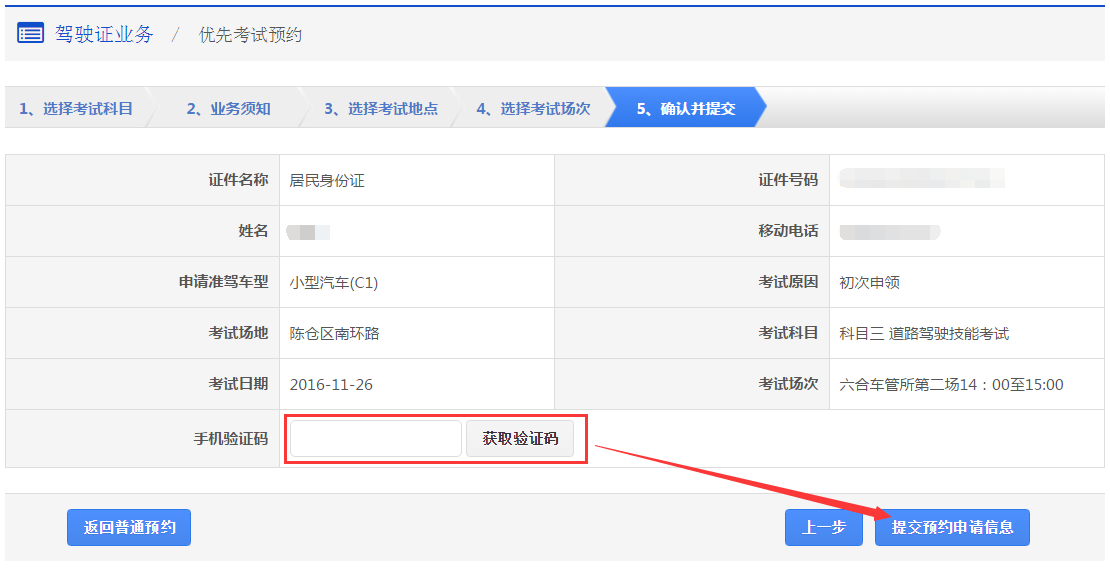 驾驶证业务 / 优先考试预约
1、选择考试科目 2、业务须知 3、选择考试地点 4、选择考试场次 5、确认并提交
证件名称 居民身份证 证件号码
姓名 移动电话
申请准驾车型 小型汽车(C1) 考试原因 初次申领
考试场地 陈仓区南环路 考试科目 科目三 道路驾驶技能考试
考试日期 2016-11-26 考试场次 六合车管所第二场14：00至15:00
手机验证码 获取验证码
返回普通预约 上一步 提交预约申请信息